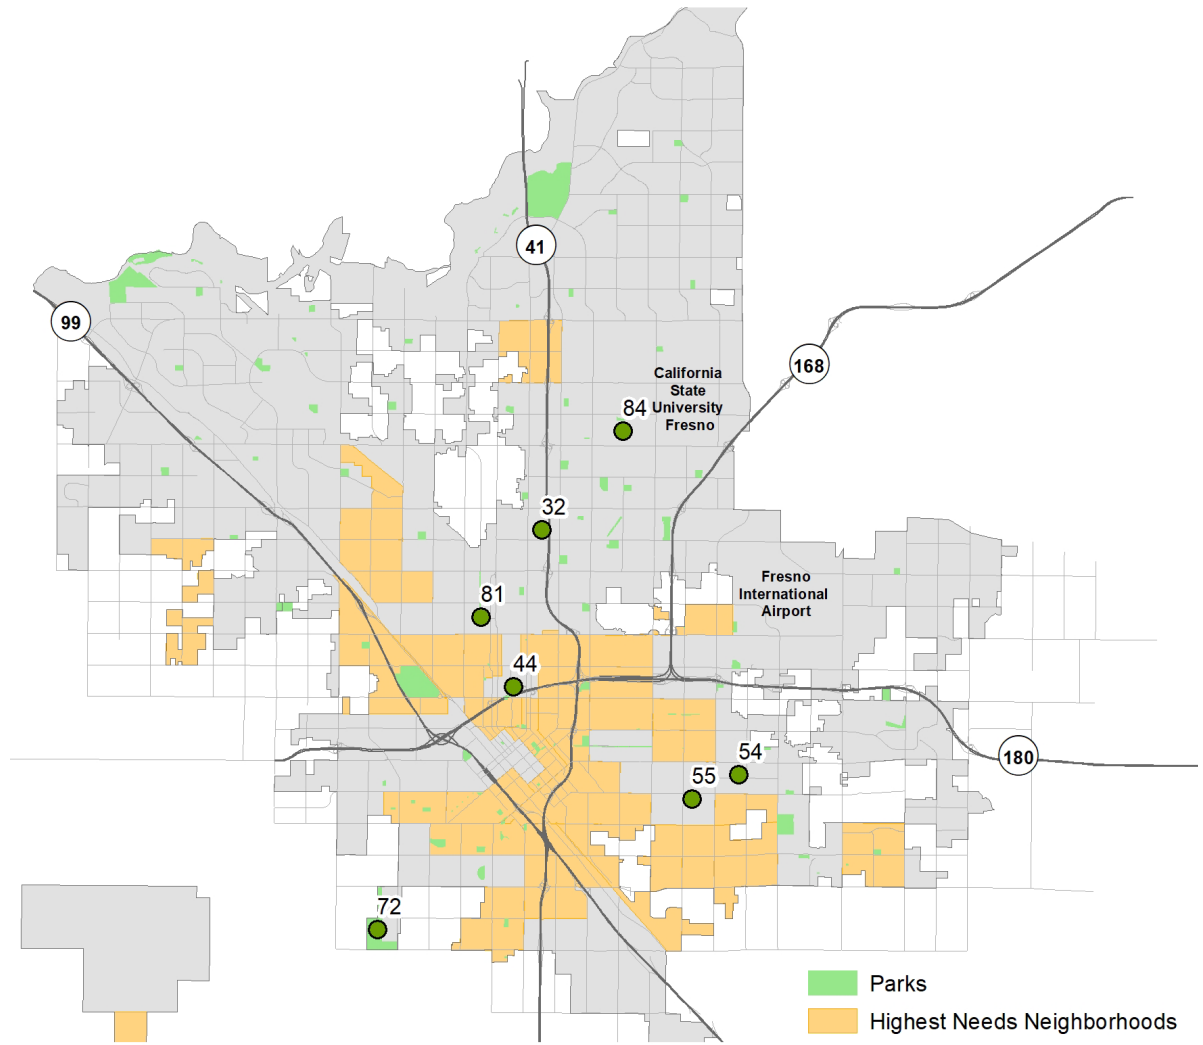 41
99
168
California
State
University
Fresno
84
32
Fresno
International
Airport
81
44
54
55
180
72
Parks
Highest Needs Neighborhoods